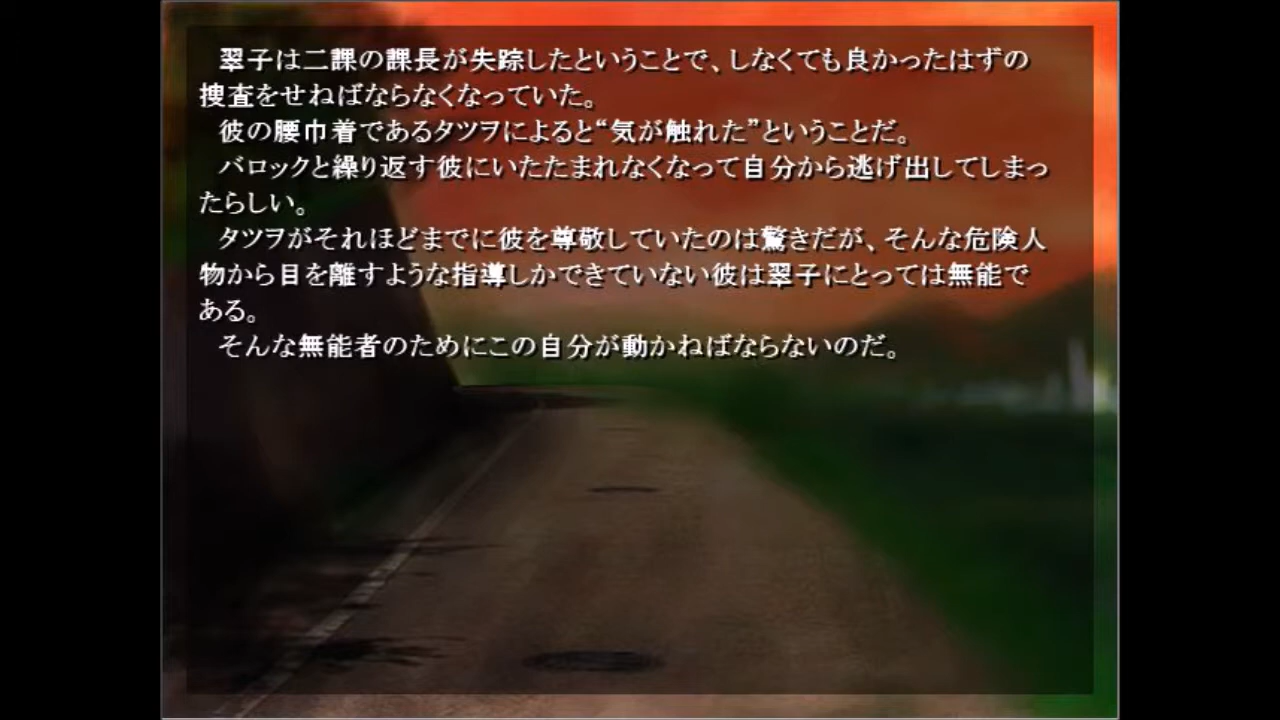 翠子は二課の課長が失踪したということで、しなくても良かったはずの
捜査をせねばならなくなっていた。
彼の腰巾着であるタツヲによると“気が触れた”ということだ。
バロックと繰り返す彼にいたたまれなくなって自分から逃げ出してしまっ
たらしい。
タツヲがそれほどまでに彼を尊敬していたのは驚きだが、そんな危険人
物から目を離すような指導しかできていない彼は翠子にとっては無能で
ある。
そんな無能者のためにこの自分が動かねばならないのだ。